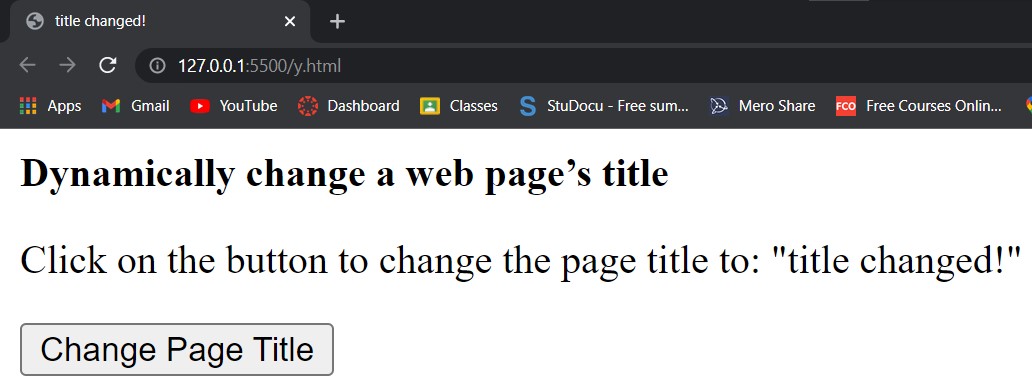 title changed!
127.0.0.1:5500/y.html
Apps Gmail YouTube Dashboard Classes StuDocu - Free sum... Mero Share FCO Free Courses Onlin...
Dynamically change a web page’s title
Click on the button to change the page title to: "title changed!"
Change Page Title